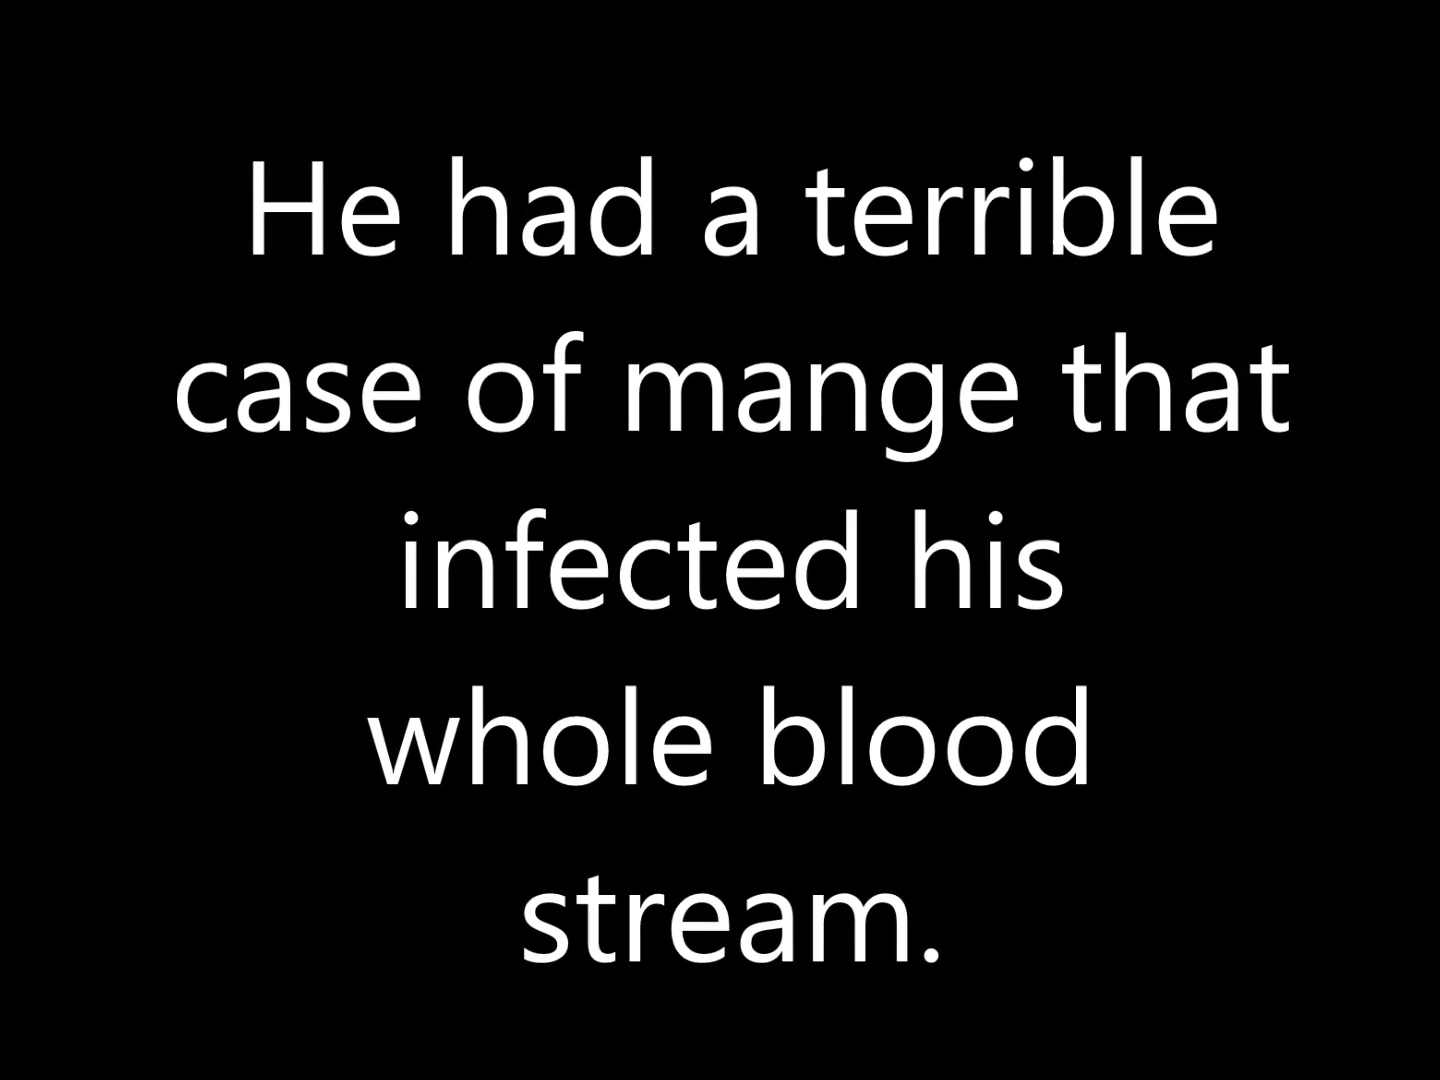 He had a terrible
case of mange that
infected his
whole blood
stream.